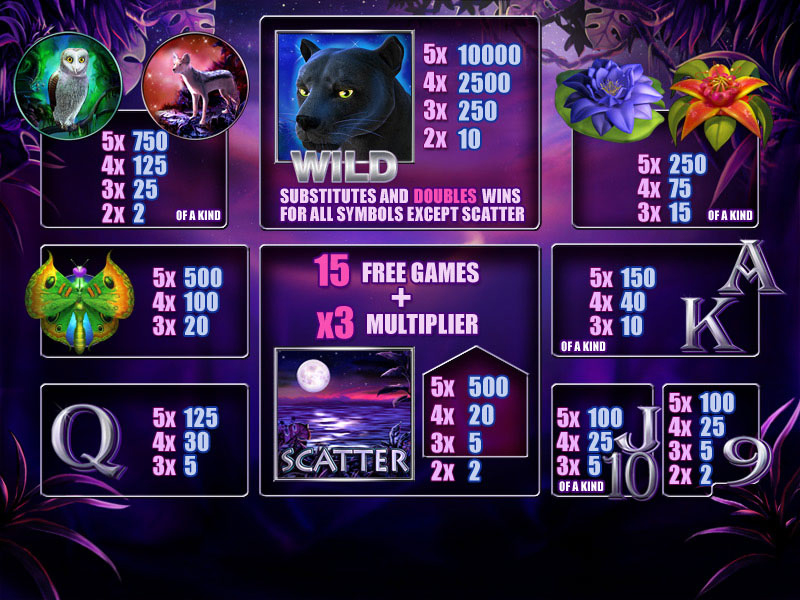 5x 750
4x 125
3x 25
2x 2
OF A KIND
5x 10000
4x 2500
3x 250
2x 10
WILD
SUBSTITUTES AND DOUBLES WINS
FOR ALL SYMBOLS EXCEPT SCATTER
5x 250
4x 75
3x 15
OF A KIND
5x 500
4x 100
3x 20
15 FREE GAMES
+
x3 MULTIPLIER
SCATTER
5x 500
4x 20
3x 5
2x 2
5x 150
4x 40
3x 10
OF A KIND
A
K
Q
5x 125
4x 30
3x 5
5x 100
4x 25
3x 5
OF A KIND
J
10
5x 100
4x 25
3x 5
2x 2
9